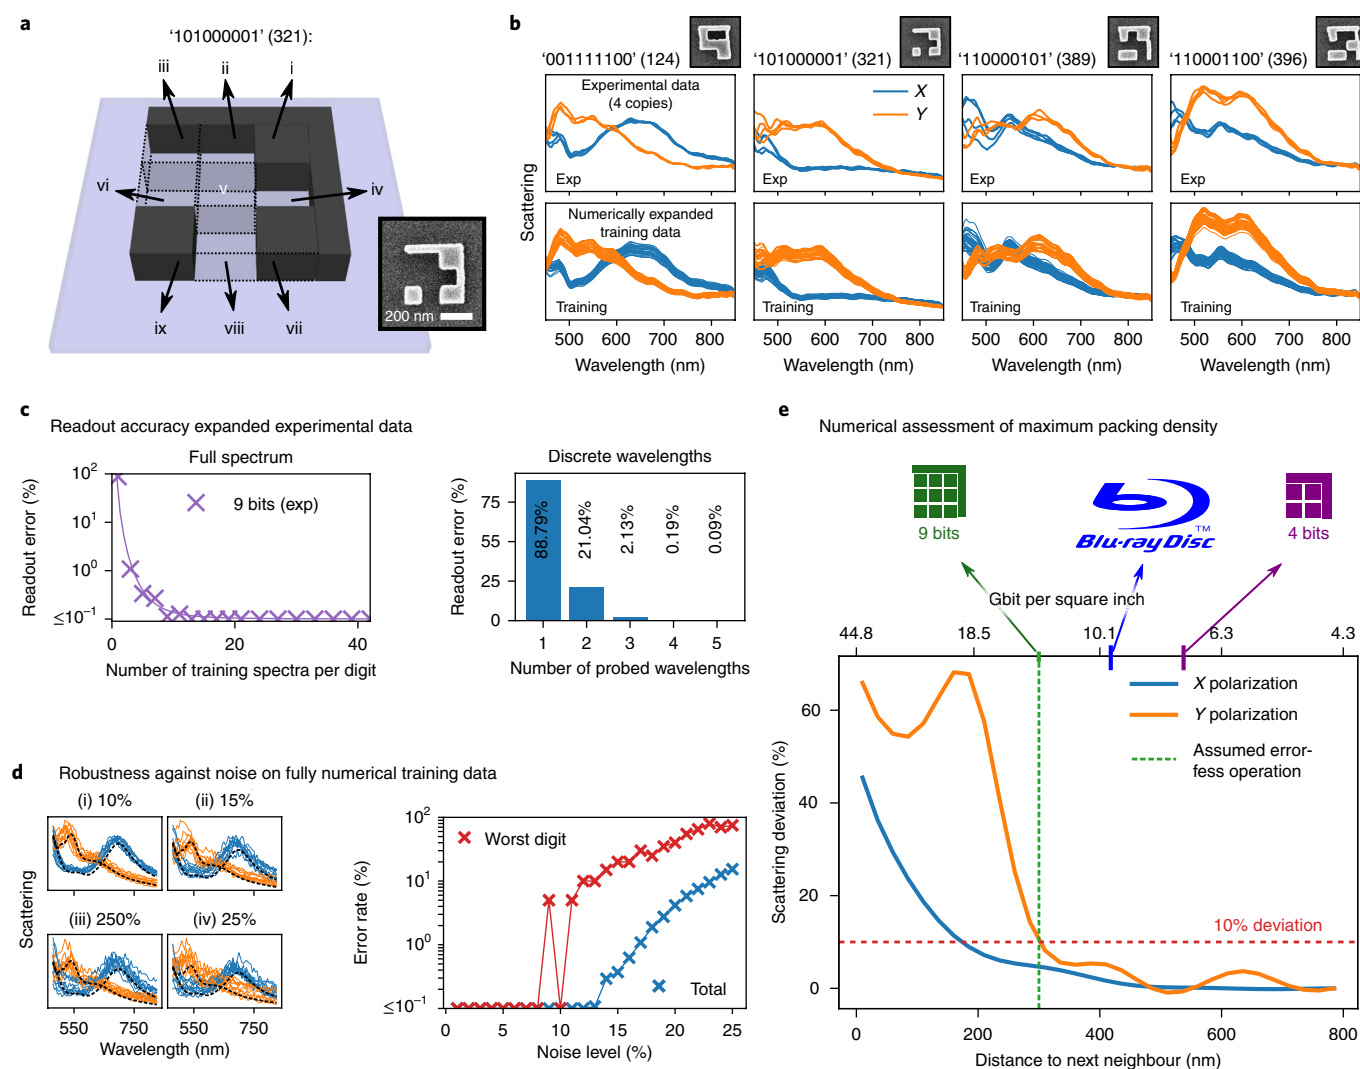 a
'101000001' (321):
iii
ii
i
vi
v
iv
ix
viii
vii
200 nm
b
'001111100' (124)
'101000001' (321)
'110000101' (389)
'110001100' (396)
Scattering
Experimental data
(4 copies)
Exp
X
Y
Exp
Exp
Exp
Numerically expanded
training data
Training
Training
Training
Training
500 600 700 800
500 600 700 800
500 600 700 800
500 600 700 800
Wavelength (nm)
Wavelength (nm)
Wavelength (nm)
Wavelength (nm)
c
Readout accuracy expanded experimental data
Full spectrum
Readout error (%)
10²
10¹
10⁰
≤10⁻¹
9 bits (exp)
0 20 40
Number of training spectra per digit
Discrete wavelengths
Readout error (%)
75
55
25
0
88.79%
21.04%
2.13%
0.19%
0.09%
1 2 3 4 5
Number of probed wavelengths
d
Robustness against noise on fully numerical training data
Scattering
(i) 10%
(ii) 15%
(iii) 250%
(iv) 25%
550 750 550 750
Wavelength (nm)
Error rate (%)
10²
10¹
10⁰
≤10⁻¹
Worst digit
Total
0 5 10 15 20 25
Noise level (%)
e
Numerical assessment of maximum packing density
9 bits
Blu-ray Disc
TM
4 bits
Gbit per square inch
44.8 18.5 10.1 6.3 4.3
Scattering deviation (%)
60
40
20
0
X polarization
Y polarization
Assumed error-
fess operation
10% deviation
0 200 400 600 800
Distance to next neighbour (nm)